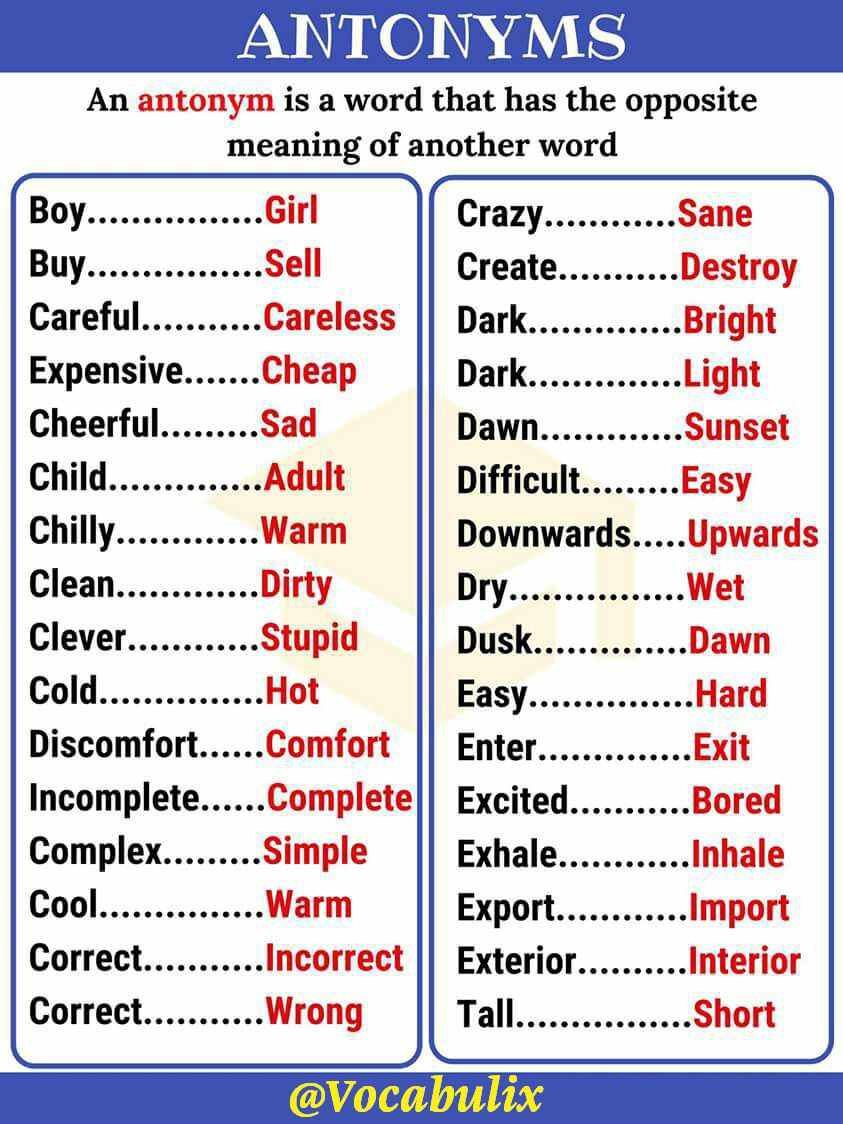 ANTONYMS
An antonym is a word that has the opposite
meaning of another word
Boy................Girl
Buy................Sell
Careful...........Careless
Expensive.......Cheap
Cheerful.........Sad
Child..............Adult
Chilly.............Warm
Clean.............Dirty
Clever............Stupid
Cold...............Hot
Discomfort......Comfort
Incomplete......Complete
Complex.........Simple
Cool...............Warm
Correct...........Incorrect
Correct...........Wrong
Crazy............Sane
Create...........Destroy
Dark..............Bright
Dark..............Light
Dawn.............Sunset
Difficult.........Easy
Downwards.....Upwards
Dry................Wet
Dusk..............Dawn
Easy...............Hard
Enter..............Exit
Excited...........Bored
Exhale............Inhale
Export............Import
Exterior..........Interior
Tall................Short
@Vocabulix